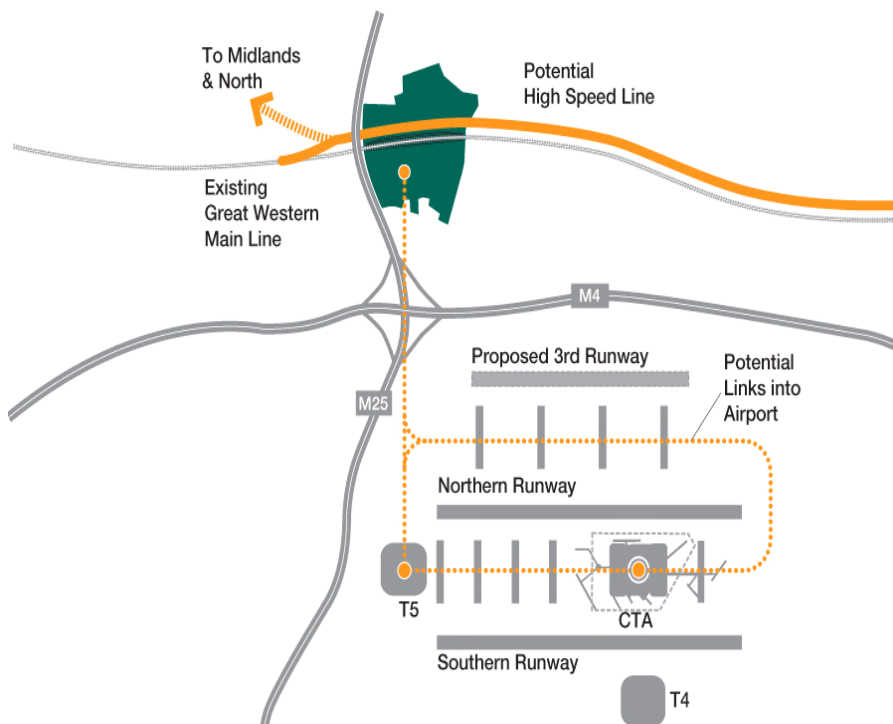 To Midlands
& North
Potential
High Speed Line
Existing
Great Western
Main Line
M4
Proposed 3rd Runway
Potential
Links into
Airport
M25
Northern Runway
T5
CTA
Southern Runway
T4